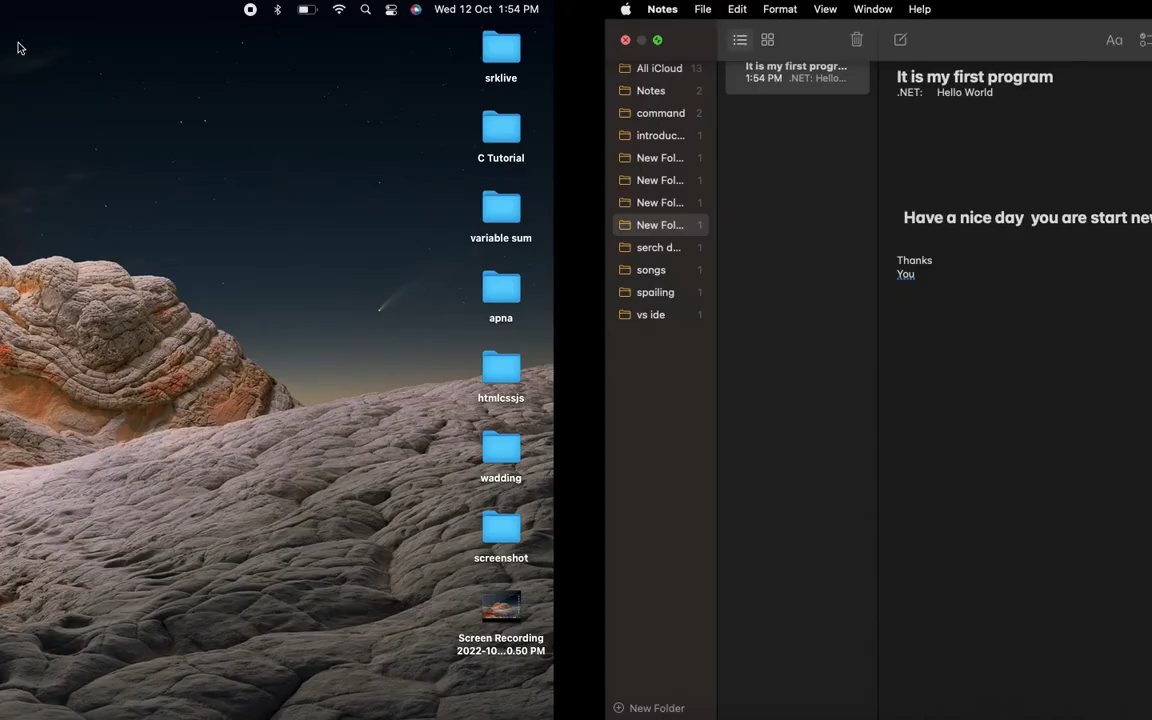 Wed 12 Oct 1:54 PM
srklive
C Tutorial
variable sum
apna
htmlcssjs
wadding
screenshot
Screen Recording
2022-10...0.50 PM
Notes File Edit Format View Window Help
Aa
All iCloud 13
Notes 2
command 2
introduc... 1
New Fol... 1
New Fol... 1
New Fol... 1
New Fol... 1
serch d... 1
songs 1
spailing 1
vs ide 1
New Folder
It is my first progr...
1:54 PM .NET: Hello...
It is my first program
.NET: Hello World
Have a nice day you are start new
Thanks
You